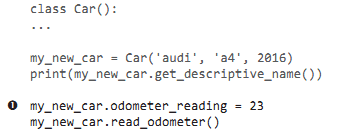 class Car():
...
my_new_car = Car('audi', 'a4', 2016)
print(my_new_car.get_descriptive_name())
❶ my_new_car.odometer_reading = 23
my_new_car.read_odometer()